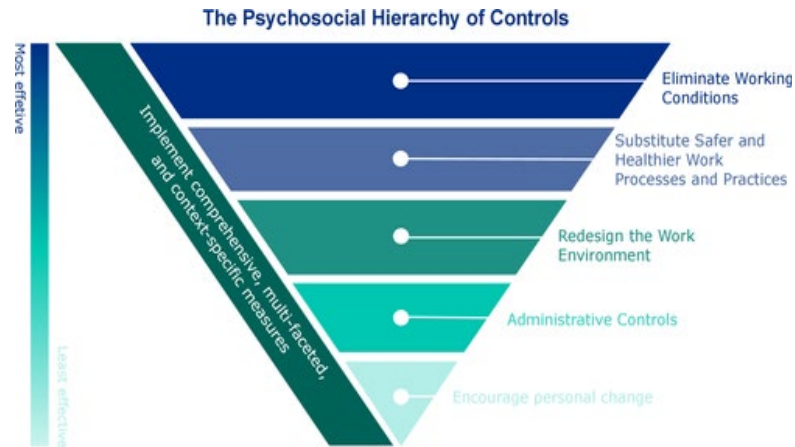 The Psychosocial Hierarchy of Controls
Most effetive
Implement comprehensive, multi-faceted,
and context-specific measures
Eliminate Working
Conditions
Substitute Safer and
Healthier Work
Processes and Practices
Redesign the Work
Environment
Administrative Controls
Encourage personal change
Least effective